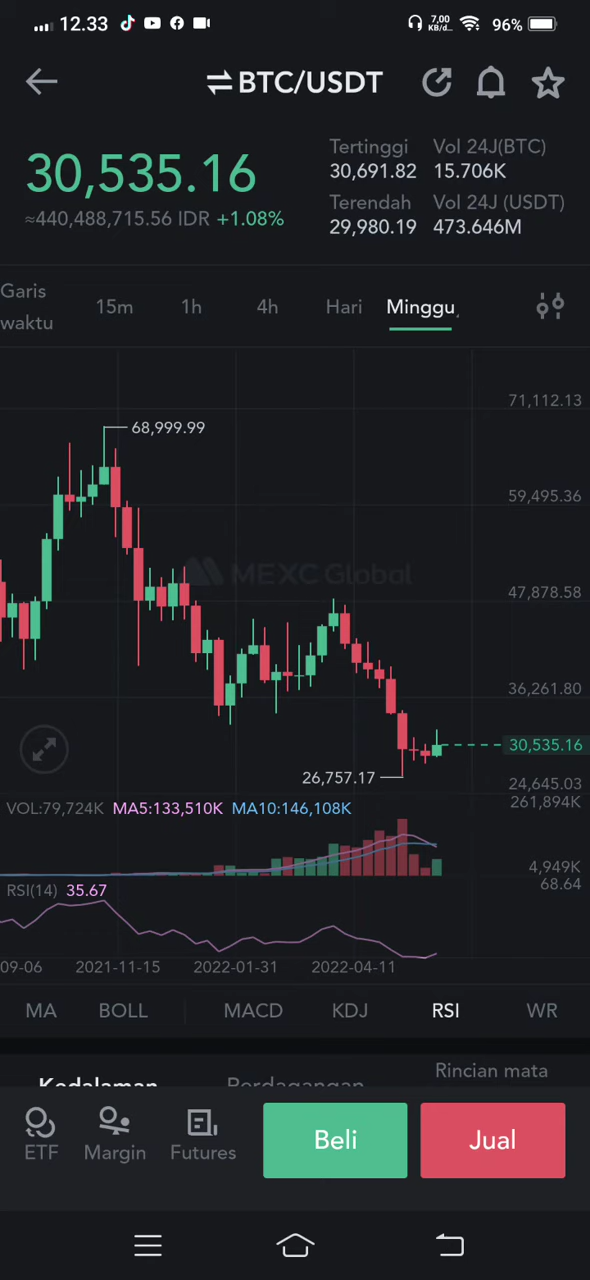 12.33 7,00 KB/d... 96%
BTC/USDT
30,535.16
≈440,488,715.56 IDR +1.08%
Tertinggi Vol 24J(BTC)
30,691.82 15.706K
Terendah Vol 24J (USDT)
29,980.19 473.646M
Garis waktu 15m 1h 4h Hari Minggu
71,112.13
68,999.99
59,495.36
MEXC Global
47,878.58
36,261.80
30,535.16
26,757.17
24,645.03
VOL:79,724K MA5:133,510K MA10:146,108K 261,894K
4,949K
RSI(14) 35.67 68.64
09-06 2021-11-15 2022-01-31 2022-04-11
MA BOLL MACD KDJ RSI WR
Kedalaman Perdagangan Rincian mata
ETF Margin Futures Beli Jual